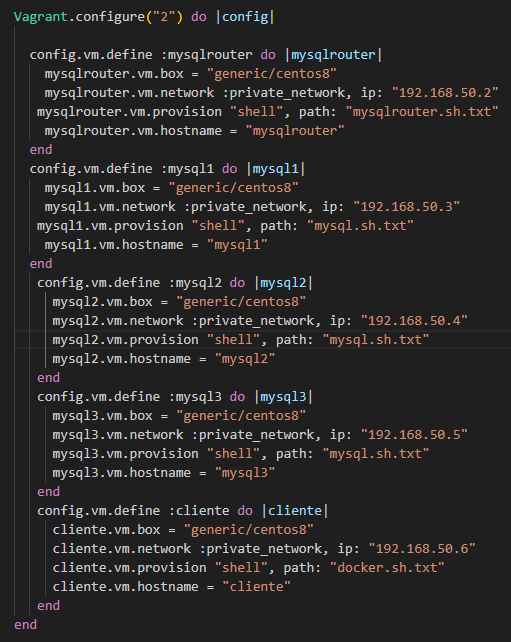 Vagrant.configure("2") do |config|
config.vm.define :mysqlrouter do |mysqlrouter|
mysqlrouter.vm.box = "generic/centos8"
mysqlrouter.vm.network :private_network, ip: "192.168.50.2"
mysqlrouter.vm.provision "shell", path: "mysqlrouter.sh.txt"
mysqlrouter.vm.hostname = "mysqlrouter"
end
config.vm.define :mysql1 do |mysql1|
mysql1.vm.box = "generic/centos8"
mysql1.vm.network :private_network, ip: "192.168.50.3"
mysql1.vm.provision "shell", path: "mysql.sh.txt"
mysql1.vm.hostname = "mysql1"
end
config.vm.define :mysql2 do |mysql2|
mysql2.vm.box = "generic/centos8"
mysql2.vm.network :private_network, ip: "192.168.50.4"
mysql2.vm.provision "shell", path: "mysql.sh.txt"
mysql2.vm.hostname = "mysql2"
end
config.vm.define :mysql3 do |mysql3|
mysql3.vm.box = "generic/centos8"
mysql3.vm.network :private_network, ip: "192.168.50.5"
mysql3.vm.provision "shell", path: "mysql.sh.txt"
mysql3.vm.hostname = "mysql3"
end
config.vm.define :cliente do |cliente|
cliente.vm.box = "generic/centos8"
cliente.vm.network :private_network, ip: "192.168.50.6"
cliente.vm.provision "shell", path: "docker.sh.txt"
cliente.vm.hostname = "cliente"
end
end